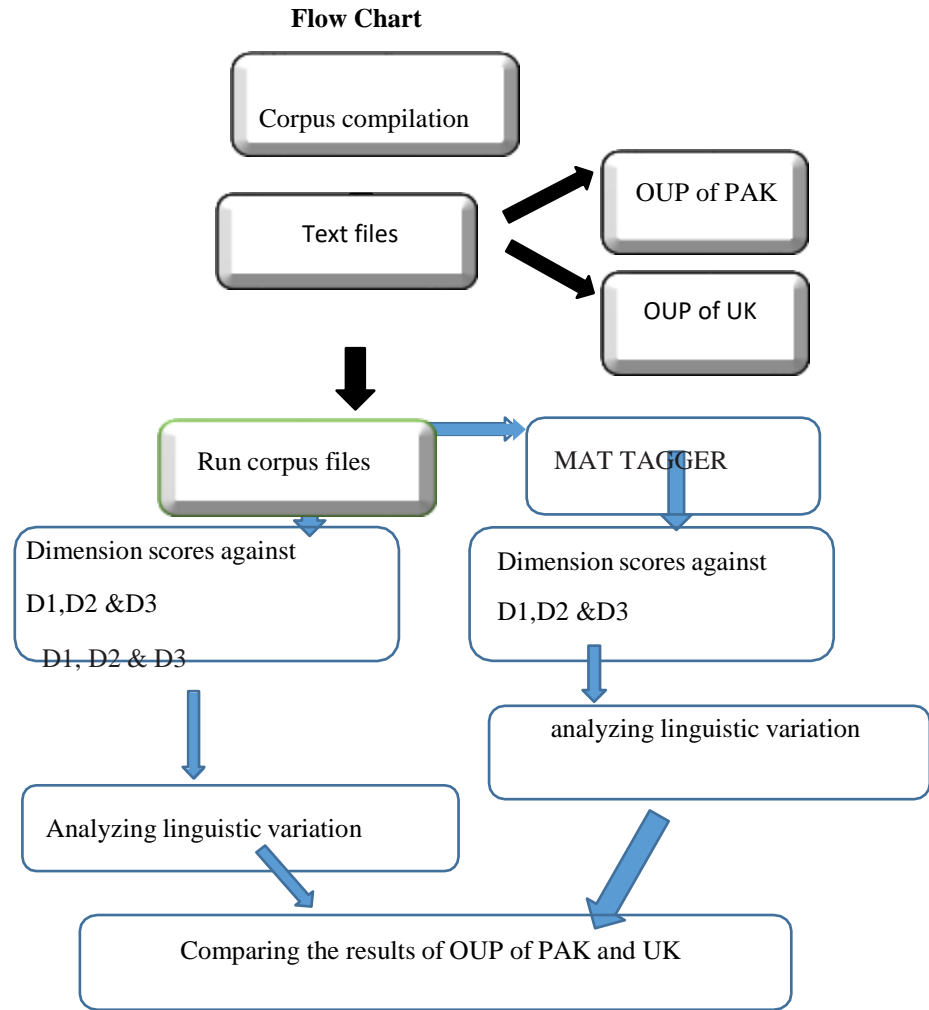 Flow Chart
Corpus compilation
OUP of PAK
Text files
OUP of UK
Run corpus files
MAT TAGGER
Dimension scores against
D1,D2 &D3
D1, D2 & D3
Dimension scores against
D1,D2 &D3
analyzing linguistic variation
Analyzing linguistic variation
Comparing the results of OUP of PAK and UK